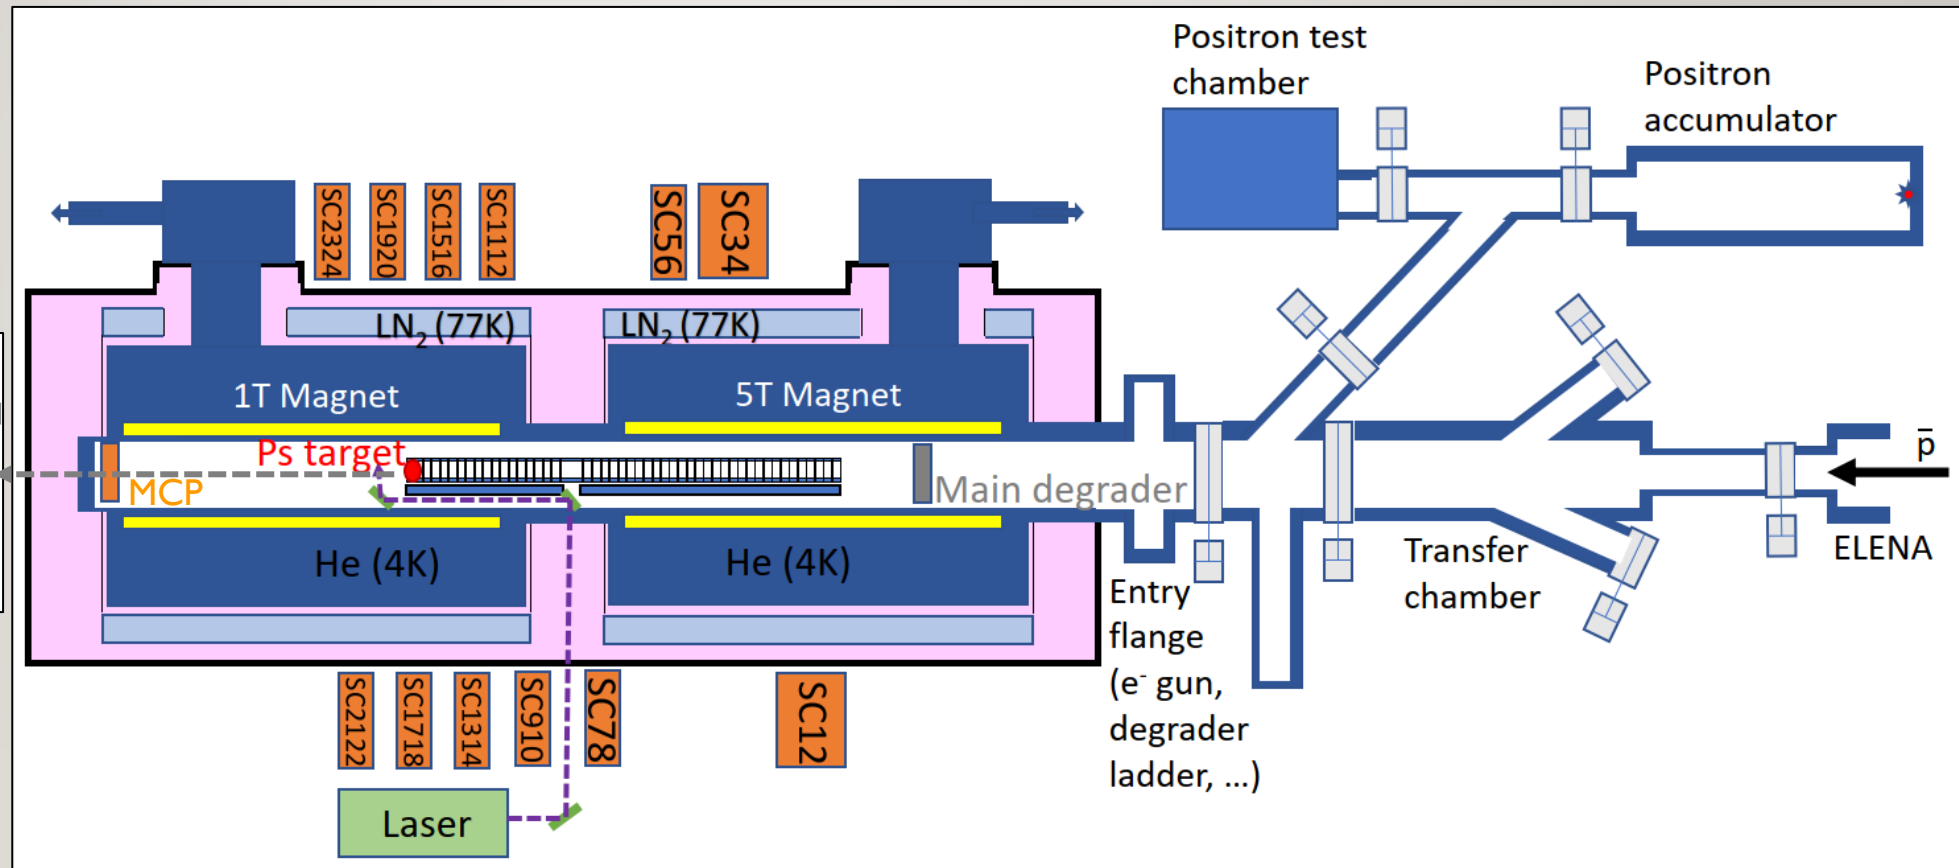 Positron test
chamber
Positron
accumulator
SC2324
SC1920
SC1516
SC1112
SC56
SC34
LN2 (77K)
LN2 (77K)
1T Magnet
5T Magnet
Ps target
MCP
Main degrader
p̄
ELENA
He (4K)
He (4K)
Transfer
chamber
Entry
flange
(e- gun,
degrader
ladder, ...)
SC2122
SC1718
SC1314
SC910
SC78
SC12
Laser